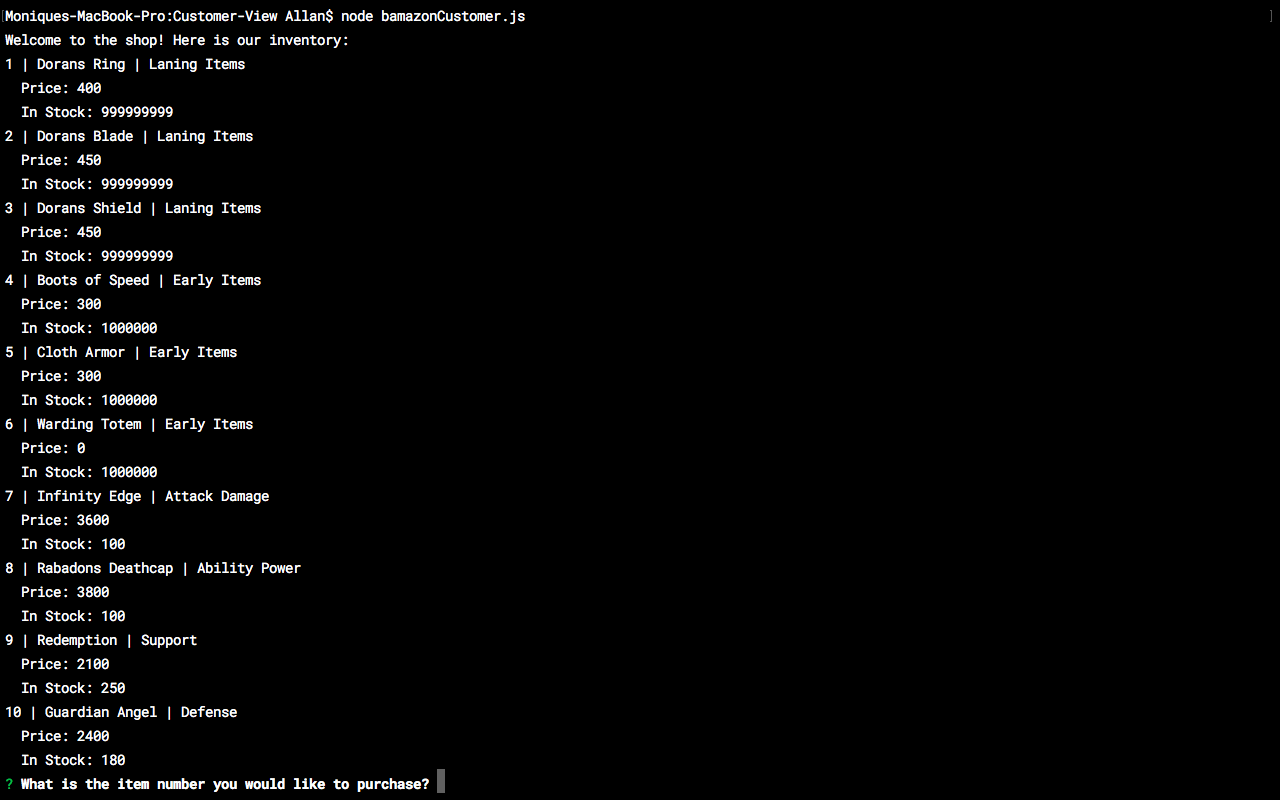 [Moniques-MacBook-Pro:Customer-View Allan$ node bamazonCustomer.js ]
Welcome to the shop! Here is our inventory:
1 | Dorans Ring | Laning Items
Price: 400
In Stock: 999999999
2 | Dorans Blade | Laning Items
Price: 450
In Stock: 999999999
3 | Dorans Shield | Laning Items
Price: 450
In Stock: 999999999
4 | Boots of Speed | Early Items
Price: 300
In Stock: 1000000
5 | Cloth Armor | Early Items
Price: 300
In Stock: 1000000
6 | Warding Totem | Early Items
Price: 0
In Stock: 1000000
7 | Infinity Edge | Attack Damage
Price: 3600
In Stock: 100
8 | Rabadons Deathcap | Ability Power
Price: 3800
In Stock: 100
9 | Redemption | Support
Price: 2100
In Stock: 250
10 | Guardian Angel | Defense
Price: 2400
In Stock: 180
? What is the item number you would like to purchase?